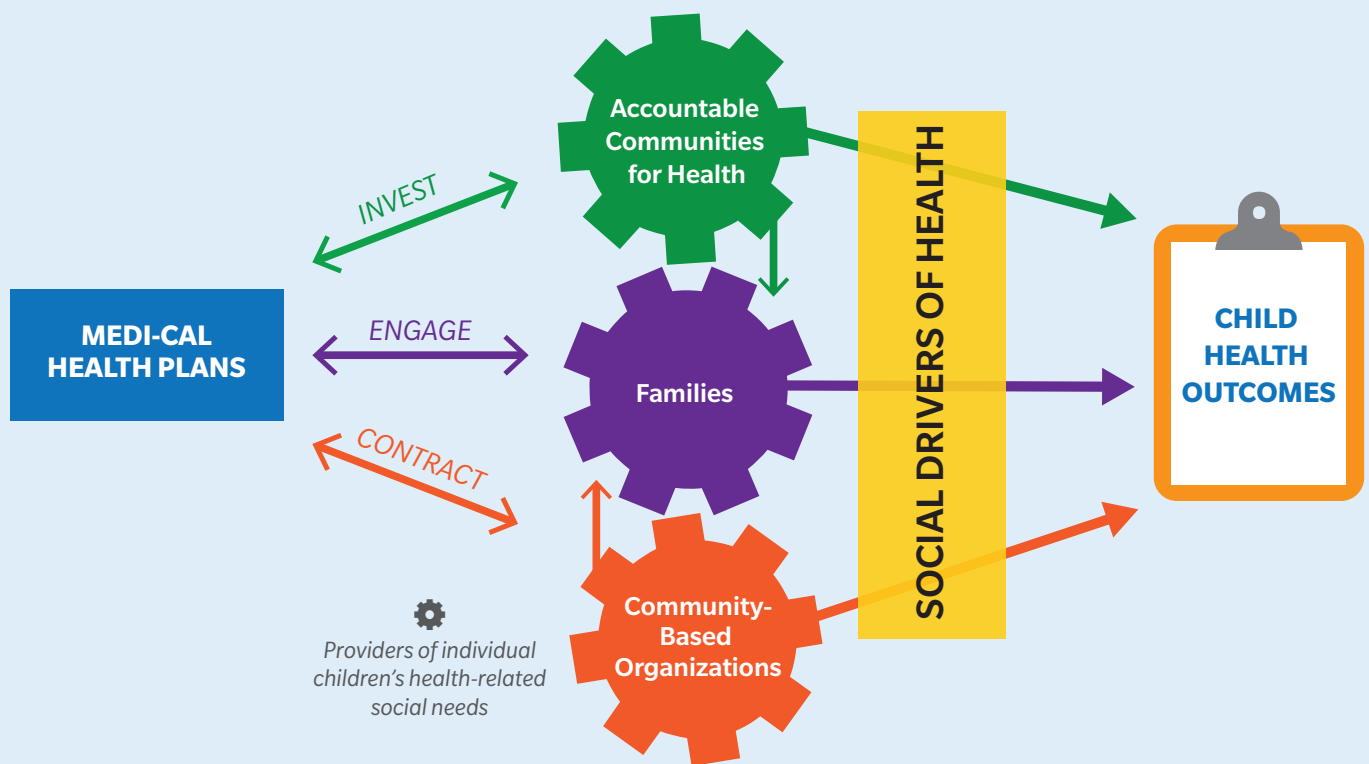 Accountable
Communities
for Health
INVEST
MEDI-CAL
HEALTH PLANS
ENGAGE
Families
CONTRACT
Community-
Based
Organizations
Providers of individual
children's health-related
social needs
SOCIAL DRIVERS OF HEALTH
CHILD
HEALTH
OUTCOMES